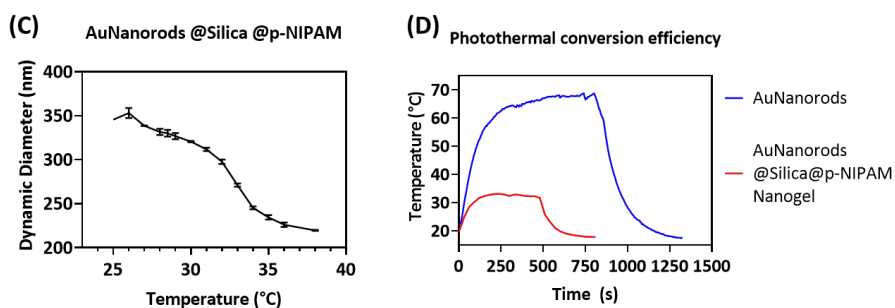 (C)
AuNanorods @Silica @p-NIPAM
Dynamic Diameter (nm)
400
350
300
250
200
25
30
35
40
Temperature (°C)
(D)
Photothermal conversion efficiency
Temperature (°C)
70
60
50
40
30
20
0
250
500
750
1000
1250
1500
Time (s)
AuNanorods
AuNanorods
@Silica@p-NIPAM
Nanogel